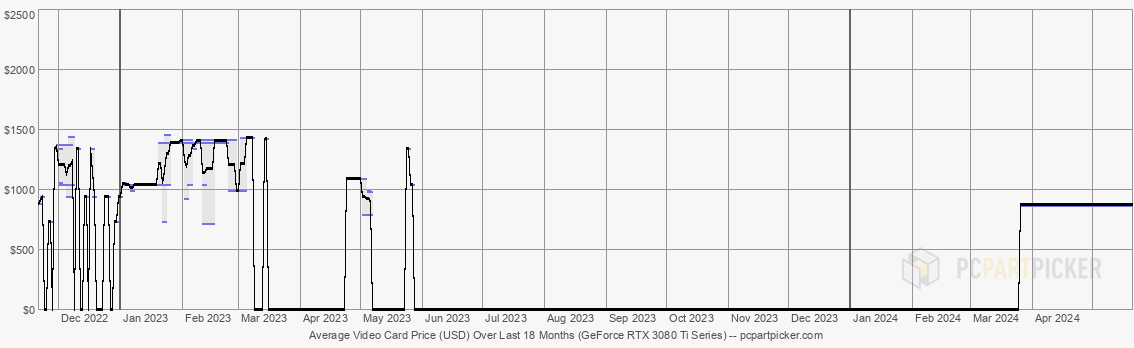 $2500
$2000
$1500
$1000
$500
$0
Dec 2022 Jan 2023 Feb 2023 Mar 2023 Apr 2023 May 2023 Jun 2023 Jul 2023 Aug 2023 Sep 2023 Oct 2023 Nov 2023 Dec 2023 Jan 2024 Feb 2024 Mar 2024 Apr 2024
Average Video Card Price (USD) Over Last 18 Months (GeForce RTX 3080 Ti Series) -- pcpartpicker.com
PCPARTPICKER